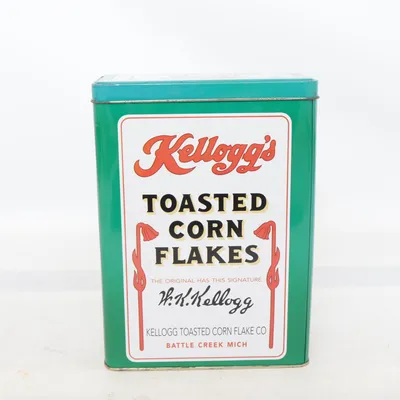 Kellogg's
TOASTED
CORN
FLAKES
THE ORIGINAL HAS THIS SIGNATURE
W.K.Kellogg
KELLOGG TOASTED CORN FLAKE CO
BATTLE CREEK MICH